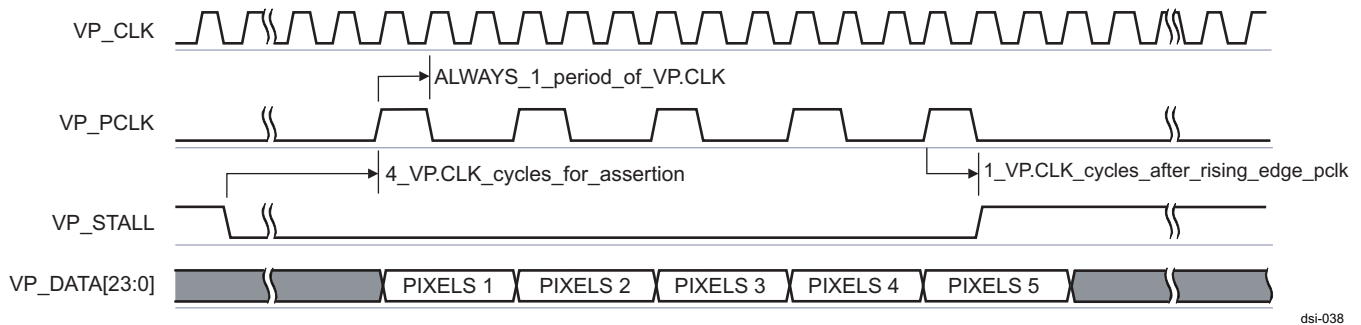 VP_CLK
ALWAYS_1_period_of_VP.CLK
VP_PCLK
4_VP.CLK_cycles_for_assertion
1_VP.CLK_cycles_after_rising_edge_pclk
VP_STALL
VP_DATA[23:0]
PIXELS 1
PIXELS 2
PIXELS 3
PIXELS 4
PIXELS 5
dsi-038